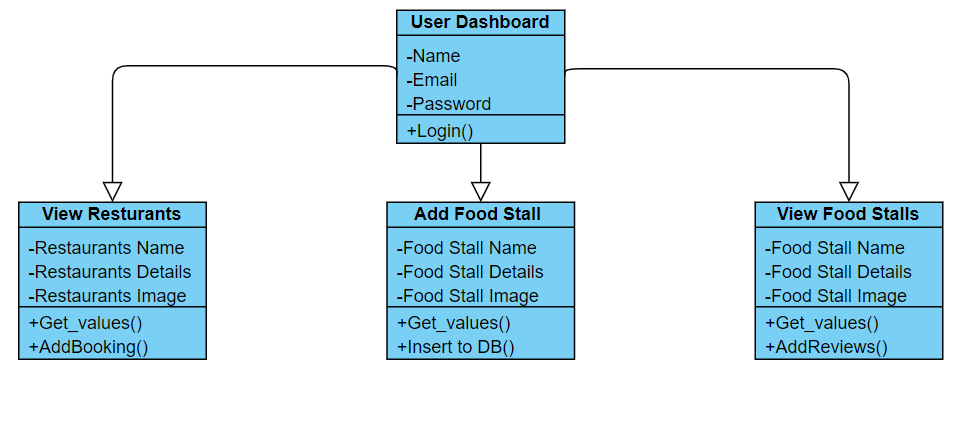 User Dashboard
-Name
-Email
-Password
+Login()
View Resturants
-Restaurants Name
-Restaurants Details
-Restaurants Image
+Get_values()
+AddBooking()
Add Food Stall
-Food Stall Name
-Food Stall Details
-Food Stall Image
+Get_values()
+Insert to DB()
View Food Stalls
-Food Stall Name
-Food Stall Details
-Food Stall Image
+Get_values()
+AddReviews()